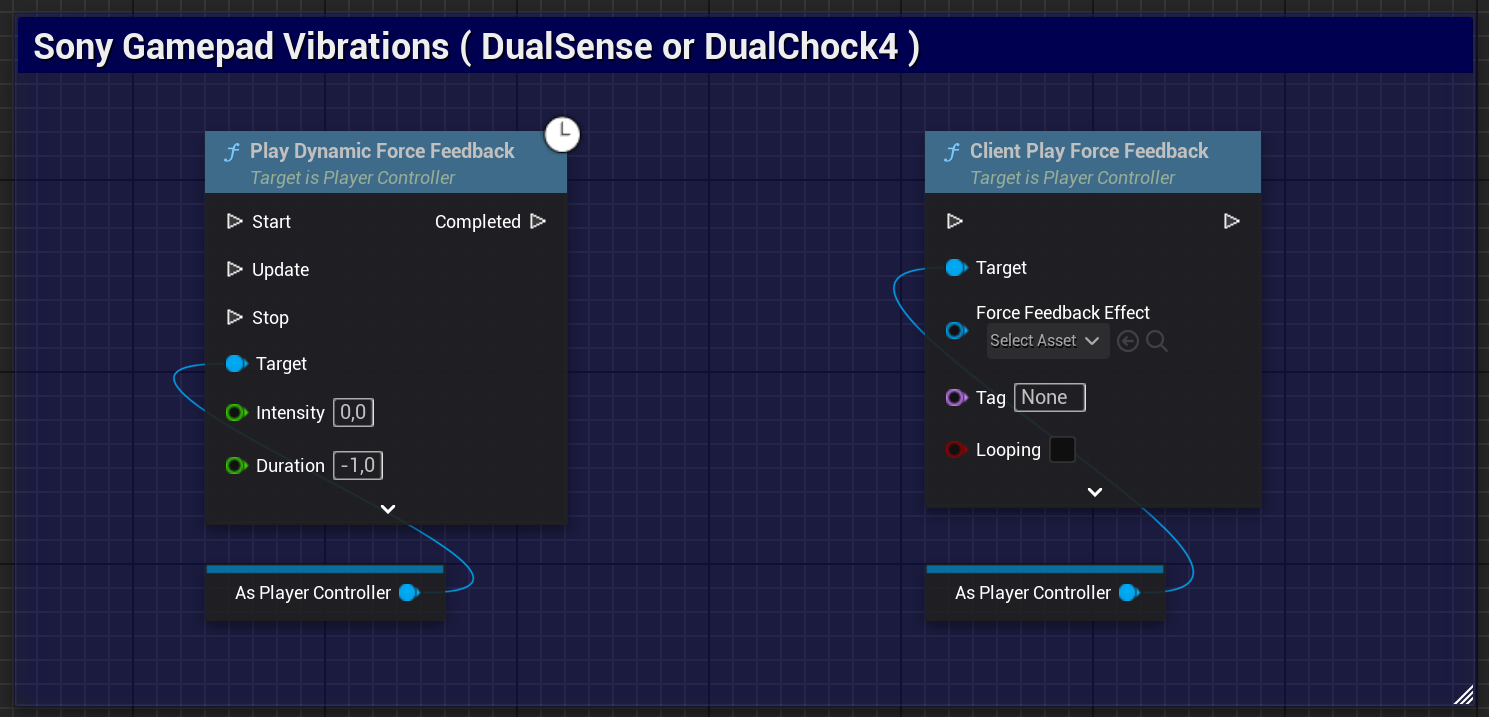 Sony Gamepad Vibrations ( DualSense or DualChock4 )
Play Dynamic Force Feedback
Target is Player Controller
Start
Completed
Update
Stop
Target
Intensity 0,0
Duration -1,0
As Player Controller
Client Play Force Feedback
Target is Player Controller
Target
Force Feedback Effect
Select Asset
Tag None
Looping
As Player Controller